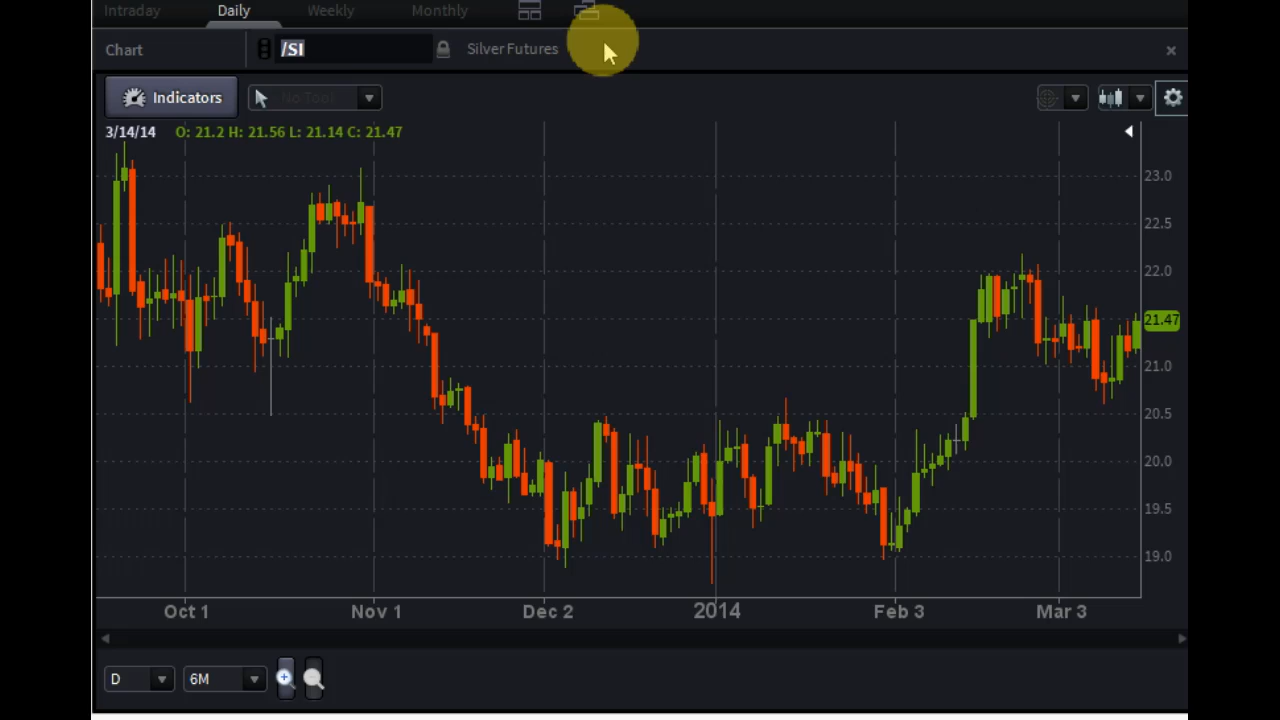 Intraday Daily Weekly Monthly
Chart /SI Silver Futures
Indicators No Tool
3/14/14 O: 21.2 H: 21.56 L: 21.14 C: 21.47
23.0
22.5
22.0
21.47
21.0
20.5
20.0
19.5
19.0
Oct 1 Nov 1 Dec 2 2014 Feb 3 Mar 3
D 6M